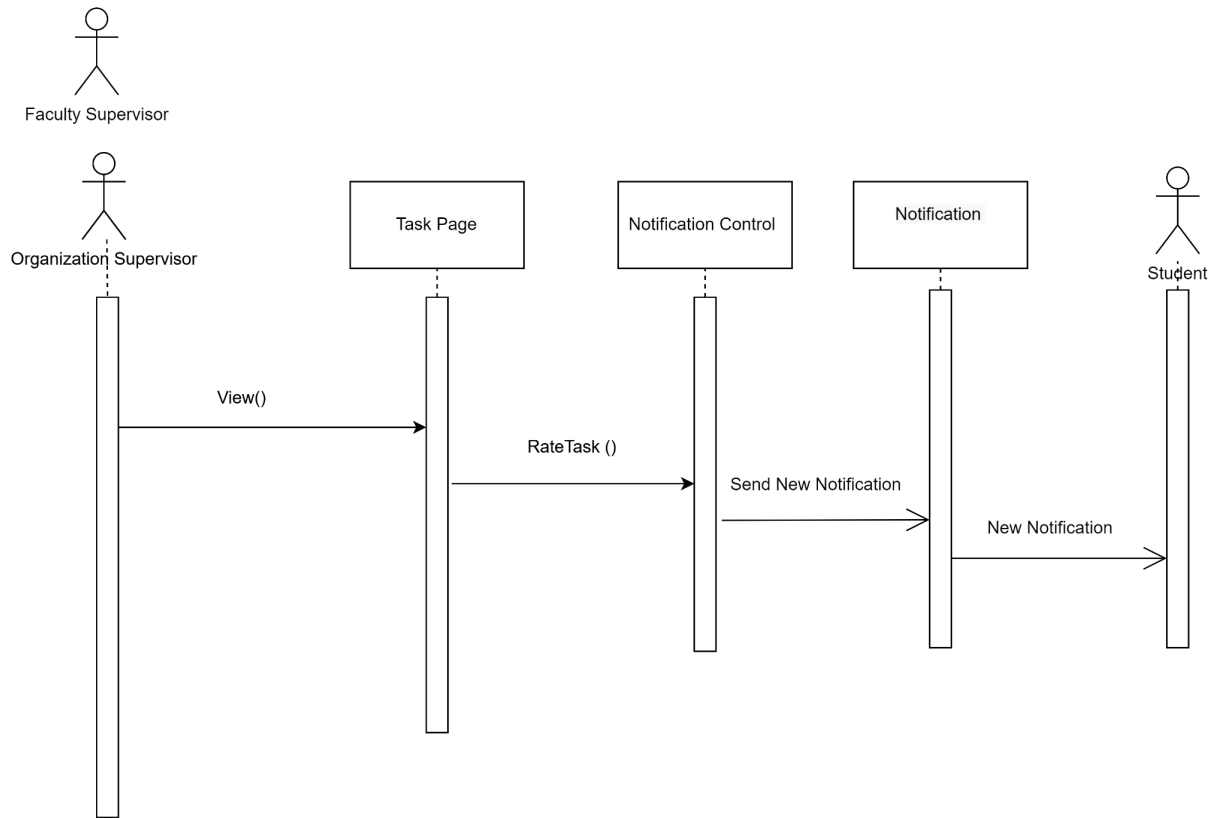 Faculty Supervisor
Organization Supervisor
Task Page
Notification Control
Notification
Student
View()
RateTask ()
Send New Notification
New Notification